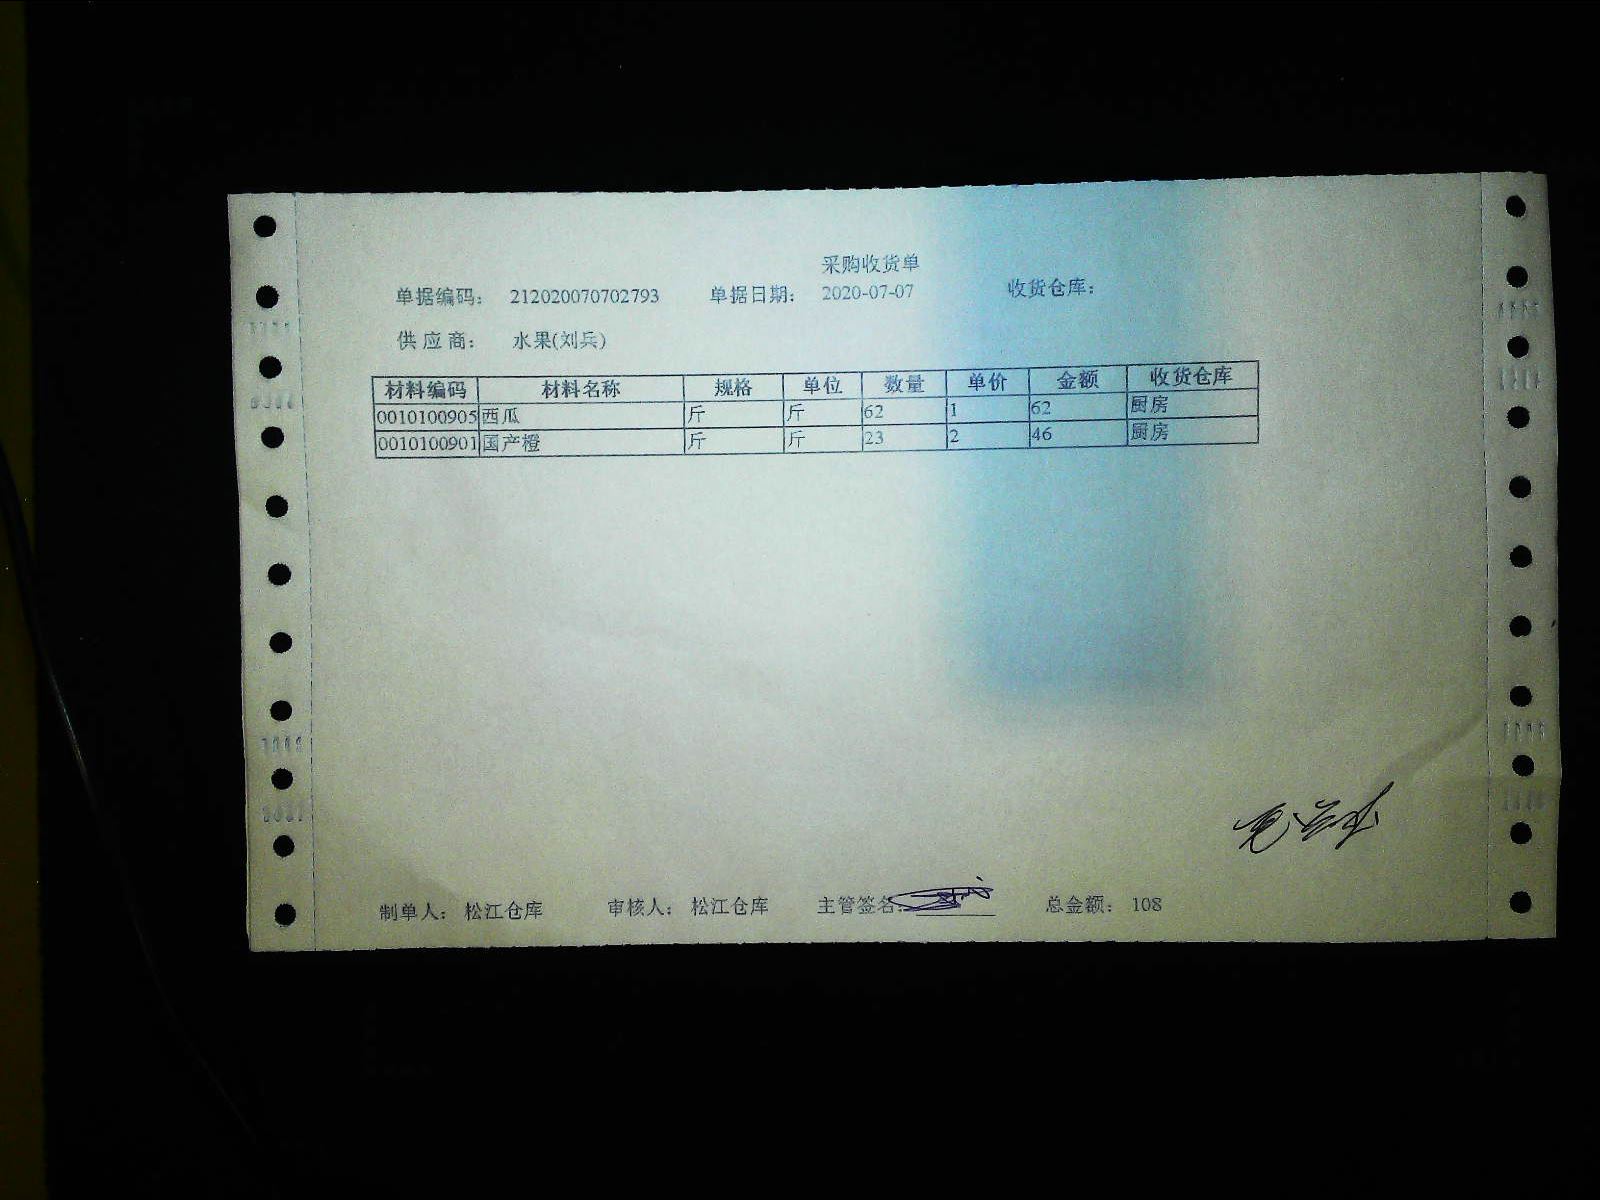 采购收货单
单据编码： 212020070702793 单据日期： 2020-07-07 收货仓库：
供应商： 水果(刘兵)
材料编码 材料名称 规格 单位 数量 单价 金额 收货仓库
0010100905 西瓜 斤 斤 62 1 62 厨房
0010100901 国产橙 斤 斤 23 2 46 厨房
制单人： 松江仓库 审核人： 松江仓库 主管签名： 总金额： 108